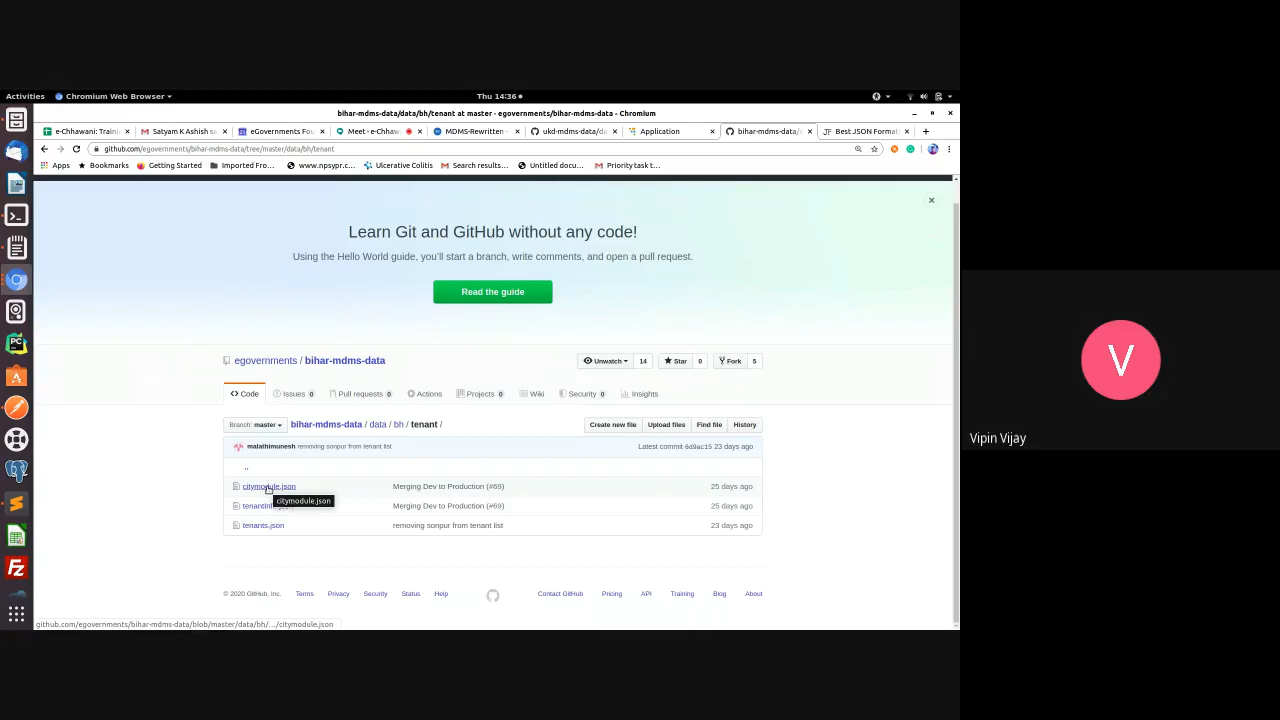 Activities Chromium Web Browser Thu 14:36
bihar-mdms-data/data/bh/tenant at master - egovernments/bihar-mdms-data - Chromium
e-Chhawani: Traini Satyam K Ashish sa eGovernments Fou Meet - e-Chhawa MDMS-Rewritten - ukd-mdms-data/da Application bihar-mdms-data/ Best JSON Format
github.com/egovernments/bihar-mdms-data/tree/master/data/bh/tenant
Apps Bookmarks Getting Started Imported Fro... www.npsypr.c... Ulcerative Colitis Search results... Untitled docu... Priority task t...
Learn Git and GitHub without any code!
Using the Hello World guide, you'll start a branch, write comments, and open a pull request.
Read the guide
egovernments / bihar-mdms-data Unwatch 14 Star 0 Fork 5
Code Issues 0 Pull requests 0 Actions Projects 0 Wiki Security 0 Insights
Branch: master bihar-mdms-data / data / bh / tenant / Create new file Upload files Find file History
malathimunesh removing sonpur from tenant list Latest commit 6d9ac15 23 days ago
..
citymodule.json Merging Dev to Production (#69) 25 days ago
citymodule.json
Merging Dev to Production (#69) 25 days ago
tenants.json removing sonpur from tenant list 23 days ago
© 2020 GitHub, Inc. Terms Privacy Security Status Help Contact GitHub Pricing API Training Blog About
github.com/egovernments/bihar-mdms-data/blob/master/data/bh/.../citymodule.json
V
Vipin Vijay